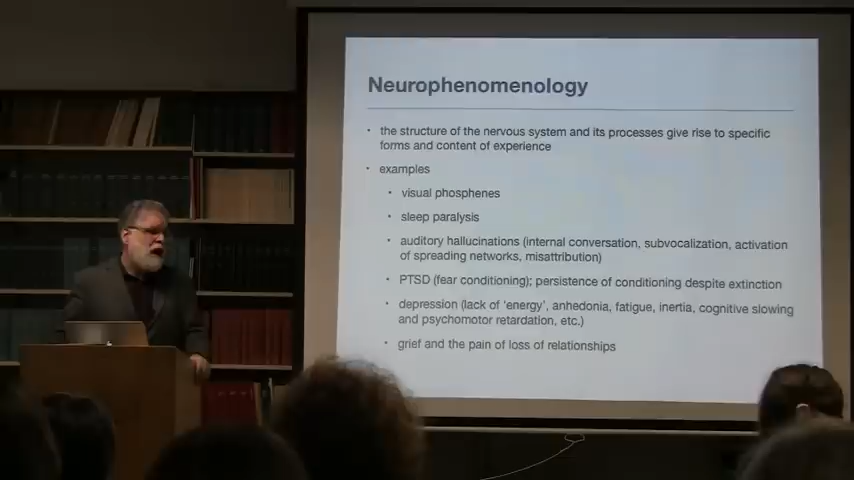 Neurophenomenology
• the structure of the nervous system and its processes give rise to specific
forms and content of experience
• examples
• visual phosphenes
• sleep paralysis
• auditory hallucinations (internal conversation, subvocalization, activation
of spreading networks, misattribution)
• PTSD (fear conditioning); persistence of conditioning despite extinction
• depression (lack of ‘energy’, anhedonia, fatigue, inertia, cognitive slowing
and psychomotor retardation, etc.)
• grief and the pain of loss of relationships